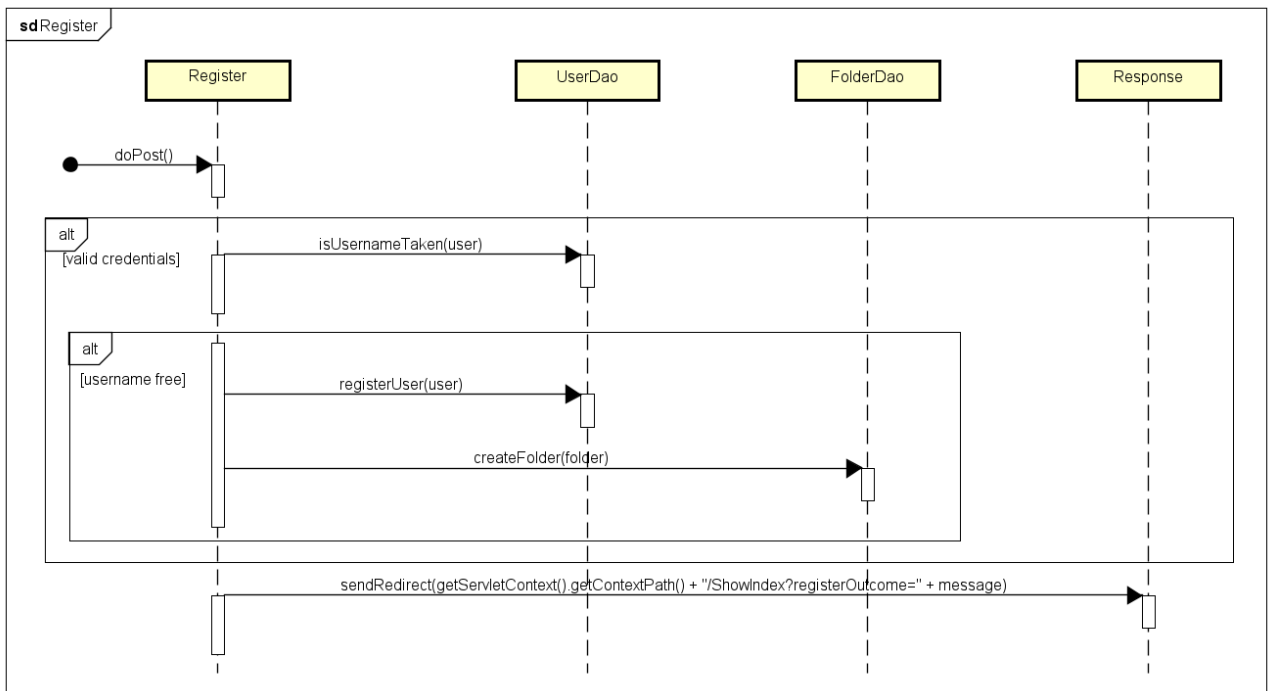 sd Register
Register
UserDao
FolderDao
Response
doPost()
alt
[valid credentials]
isUsernameTaken(user)
alt
[username free]
registerUser(user)
createFolder(folder)
sendRedirect(getServletContext().getContextPath() + "/ShowIndex?registerOutcome=" + message)